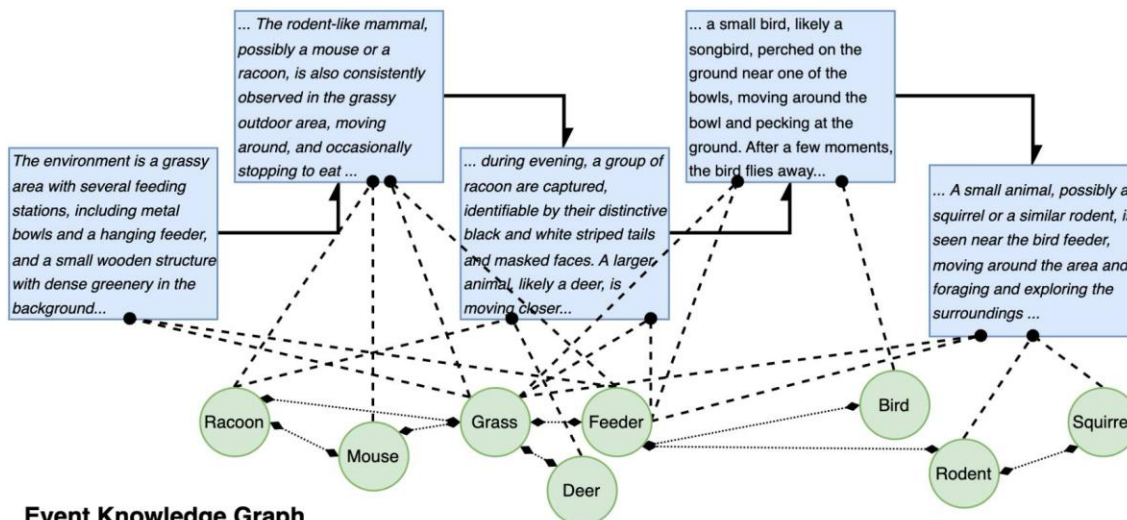 ... The rodent-like mammal,
possibly a mouse or a
racoon, is also consistently
observed in the grassy
outdoor area, moving
around, and occasionally
stopping to eat ...
... a small bird, likely a
songbird, perched on the
ground near one of the
bowls, moving around the
bowl and pecking at the
ground. After a few moments,
the bird flies away...
The environment is a grassy
area with several feeding
stations, including metal
bowls and a hanging feeder,
and a small wooden structure
with dense greenery in the
background...
... during evening, a group of
racoon are captured,
identifiable by their distinctive
black and white striped tails
and masked faces. A larger
animal, likely a deer, is
moving closer...
... A small animal, possibly a
squirrel or a similar rodent, i
seen near the bird feeder,
moving around the area and
foraging and exploring the
surroundings ...
Racoon
Mouse
Grass
Feeder
Deer
Bird
Rodent
Squirre
Event Knowledge Graph